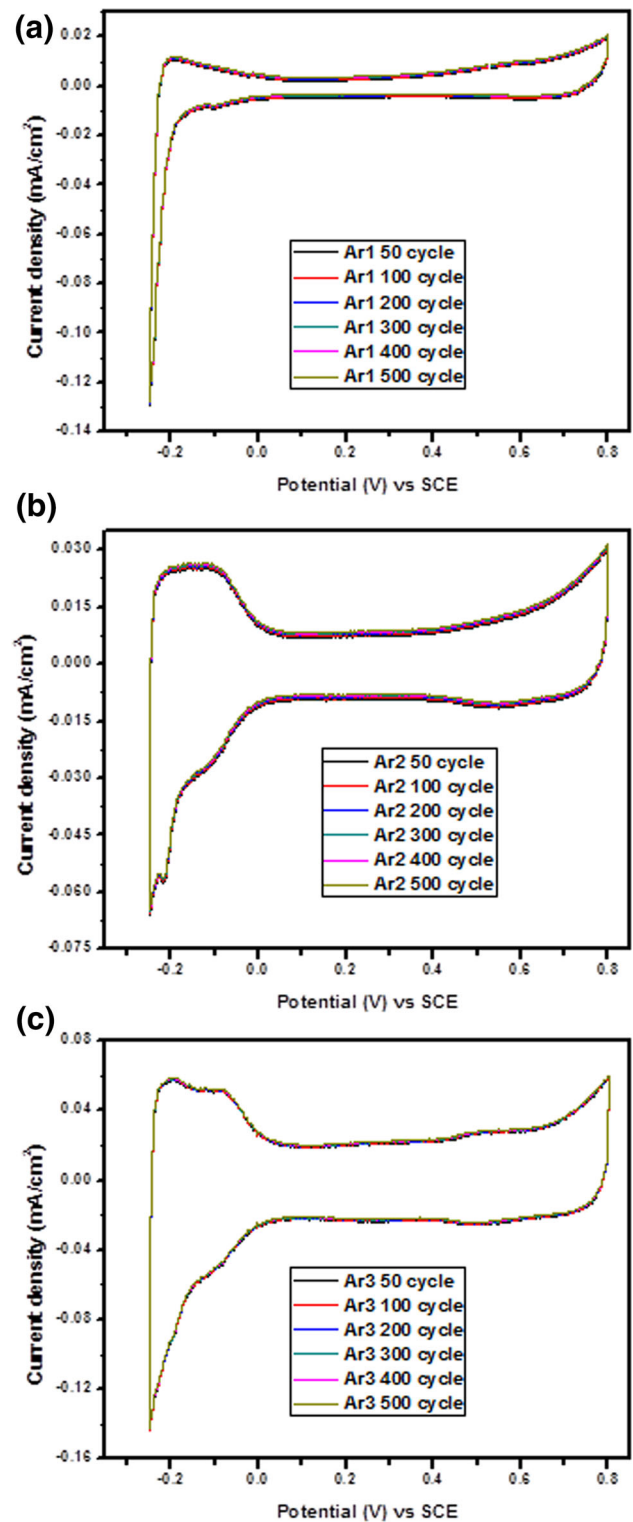 (a)
0.02
0.00
-0.02
-0.04
-0.06
-0.08
-0.10
-0.12
-0.14
Current density (mA/cm²)
Ar1 50 cycle
Ar1 100 cycle
Ar1 200 cycle
Ar1 300 cycle
Ar1 400 cycle
Ar1 500 cycle
-0.2 0.0 0.2 0.4 0.6 0.8
Potential (V) vs SCE
(b)
0.030
0.015
0.000
-0.015
-0.030
-0.045
-0.060
-0.075
Current density (mA/cm²)
Ar2 50 cycle
Ar2 100 cycle
Ar2 200 cycle
Ar2 300 cycle
Ar2 400 cycle
Ar2 500 cycle
-0.2 0.0 0.2 0.4 0.6 0.8
Potential (V) vs SCE
(c)
0.08
0.04
0.00
-0.04
-0.08
-0.12
-0.16
Current density (mA/cm²)
Ar3 50 cycle
Ar3 100 cycle
Ar3 200 cycle
Ar3 300 cycle
Ar3 400 cycle
Ar3 500 cycle
-0.2 0.0 0.2 0.4 0.6 0.8
Potential (V) vs SCE